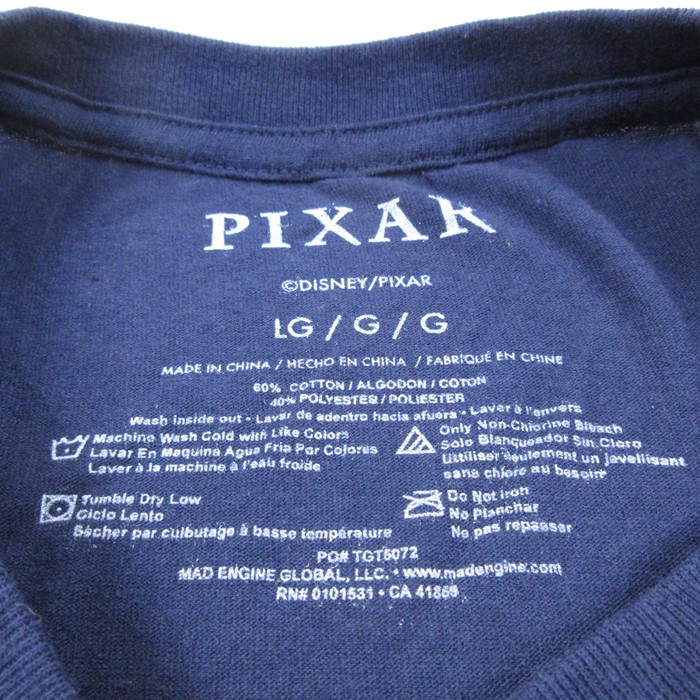 PIXAR
©DISNEY/PIXAR
LG / G / G
MADE IN CHINA / HECHO EN CHINA / FABRIQUÉ EN CHINE
60% COTTON / ALGODON / COTON
40% POLYESTER / POLIESTER
Wash inside out - Lavar de adentro hacia afuera - Laver à l'envers
Machine Wash Cold with Like Colors
Lavar En Maquina Agua Fria Por Colores
Laver à la machine à l'eau froide
Only Non-Chlorine Bleach
Solo Blanqueador Sin Cloro
Utiliser seulement un javellisant
sans chlore au besoin
Tumble Dry Low
Ciclo Lento
Sécher par culbutage à basse température
Do Not Iron
No Planchar
Ne pas repasser
PO# TGT5072
MAD ENGINE GLOBAL, LLC. • www.madengine.com
RN# 0101531 • CA 41859